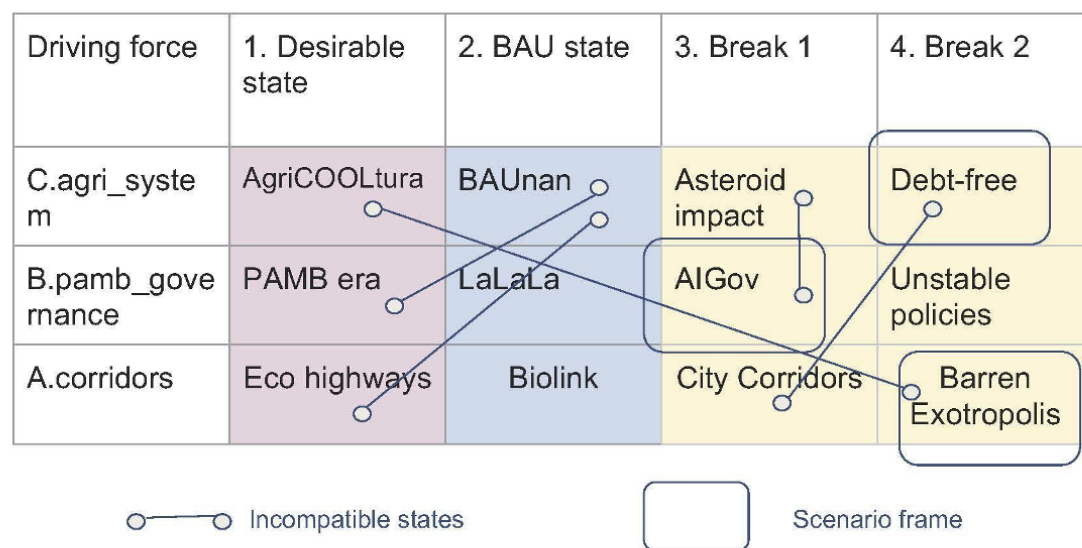 Driving force 1. Desirable 2. BAU state 3. Break 1 4. Break 2
state
C.agri_syste AgriCOOLtura BAUnan Asteroid Debt-free
m impact
B.pamb_gove PAMB era LaLaLa AIGov Unstable
rnance policies
A.corridors Eco highways Biolink City Corridors Barren
Exotropolis
Incompatible states Scenario frame